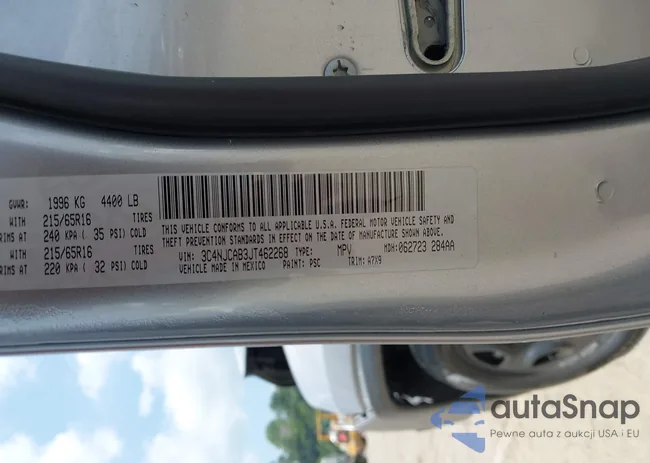 GVWR: 1996 KG 4400 LB
WITH 215/65R16 TIRES
RIMS AT 240 KPA ( 35 PSI) COLD
WITH 215/65R16 TIRES
RIMS AT 220 KPA ( 32 PSI) COLD
THIS VEHICLE CONFORMS TO ALL APPLICABLE U.S.A. FEDERAL MOTOR VEHICLE SAFETY AND
THEFT PREVENTION STANDARDS IN EFFECT ON THE DATE OF MANUFACTURE SHOWN ABOVE.
VIN: 3C4NJCAB3JT462268 TYPE: MPV MDH: 062723 284AA
VEHICLE MADE IN MEXICO PAINT: PSC TRIM: A7X9
autaSnap
Pewne auta z aukcji USA i EU